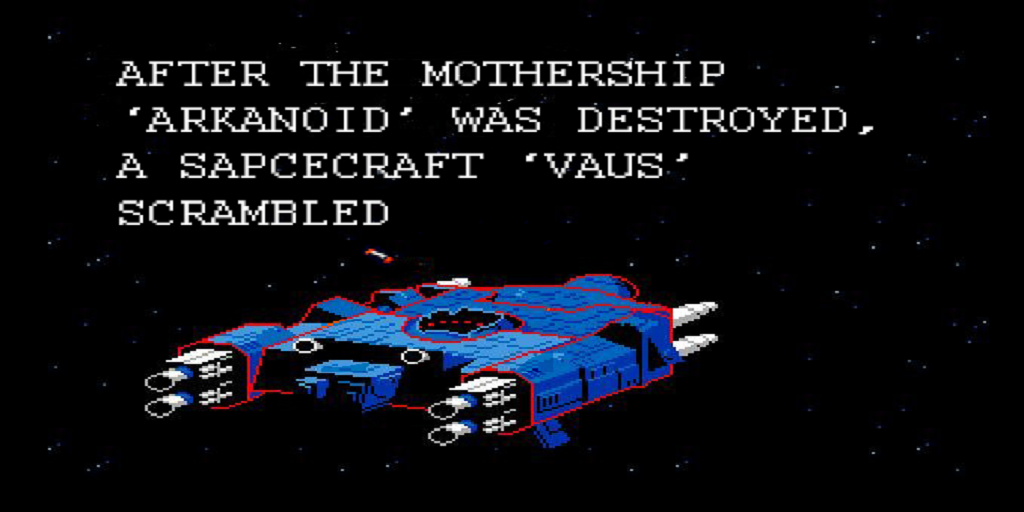 AFTER THE MOTHERSHIP
‘ARKANOID‘ WAS DESTROYED,
A SAPCECRAFT ‘VAUS‘
SCRAMBLED